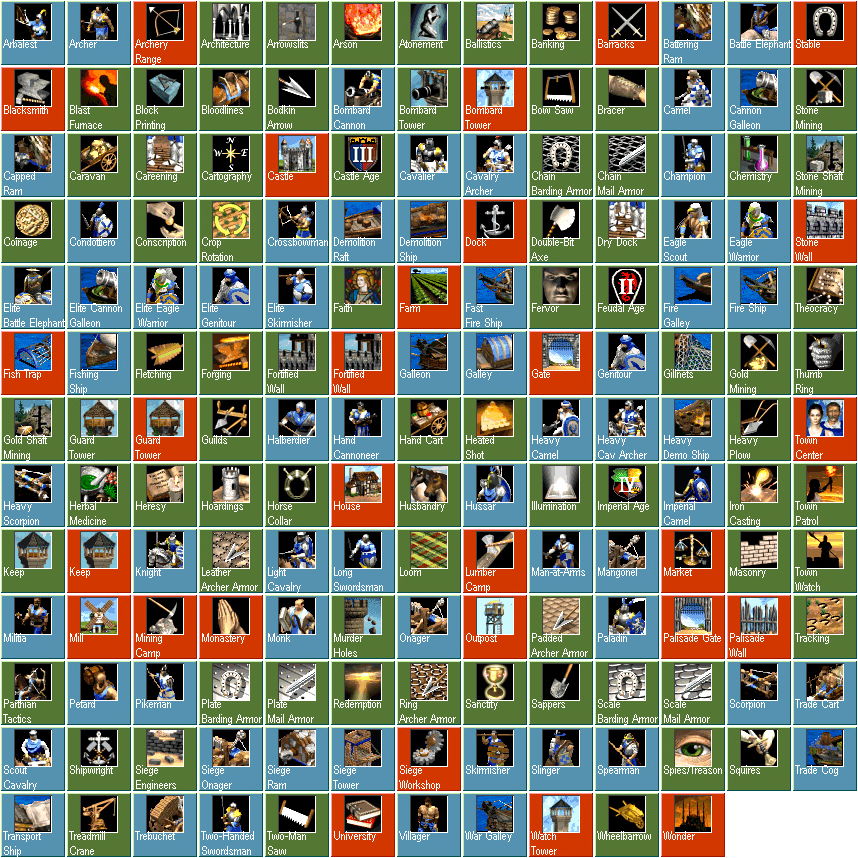 Arbalest
Archer
Archery
Range
Architecture
Arrowslits
Arson
Atonement
Ballistics
Banking
Barracks
Battering
Ram
Battle Elephant
Stable
Blacksmith
Blast
Furnace
Block
Printing
Bloodlines
Bodkin
Arrow
Bombard
Cannon
Bombard
Tower
Bombard
Tower
Bow Saw
Bracer
Camel
Cannon
Galleon
Stone
Mining
Capped
Ram
Caravan
Careening
Cartography
N
W E
S
Castle
Castle Age
III
Cavalier
Cavalry
Archer
Chain
Barding Armor
Chain
Mail Armor
Champion
Chemistry
Stone Shaft
Mining
Coinage
Condottiero
Conscription
Crop
Rotation
Crossbowman
Demolition
Raft
Demolition
Ship
Dock
Double-Bit
Axe
Dry Dock
Eagle
Scout
Eagle
Warrior
Stone
Wall
Elite
Battle Elephant
Elite Cannon
Galleon
Elite Eagle
Warrior
Elite
Genitour
Elite
Skirmisher
Faith
Farm
Fast
Fire Ship
Fervor
II
Feudal Age
Fire
Galley
Fire Ship
Theocracy
Fish Trap
Fishing
Ship
Fletching
Forging
Fortified
Wall
Fortified
Wall
Galleon
Galley
Gate
Genitour
Gillnets
Gold
Mining
Thumb
Ring
Gold Shaft
Mining
Guard
Tower
Guard
Tower
Guilds
Halberdier
Hand
Cannoneer
Hand Cart
Heated
Shot
Heavy
Camel
Heavy
Cav Archer
Heavy
Demo Ship
Heavy
Plow
Town
Center
Heavy
Scorpion
Herbal
Medicine
Heresy
Hoardings
Horse
Collar
House
Husbandry
Hussar
Illumination
IV
Imperial Age
Imperial
Camel
Iron
Casting
Town
Patrol
Keep
Keep
Knight
Leather
Archer Armor
Light
Cavalry
Long
Swordsman
Loom
Lumber
Camp
Man-at-Arms
Mangonel
Market
Masonry
Town
Watch
Militia
Mill
Mining
Camp
Monastery
Monk
Murder
Holes
Onager
Outpost
Padded
Archer Armor
Paladin
Palisade Gate
Palisade
Wall
Tracking
Parthian
Tactics
Petard
Pikeman
Plate
Barding Armor
Plate
Mail Armor
Redemption
Ring
Archer Armor
Sanctity
Sappers
Scale
Barding Armor
Scale
Mail Armor
Scorpion
Trade Cart
Scout
Cavalry
Shipwright
Siege
Engineers
Siege
Onager
Siege
Ram
Siege
Tower
Siege
Workshop
Skirmisher
Slinger
Spearman
Spies/Treason
Squires
Trade Cog
Transport
Ship
Treadmill
Crane
Trebuchet
Two-Handed
Swordsman
Two-Man
Saw
University
Villager
War Galley
Watch
Tower
Wheelbarrow
Wonder